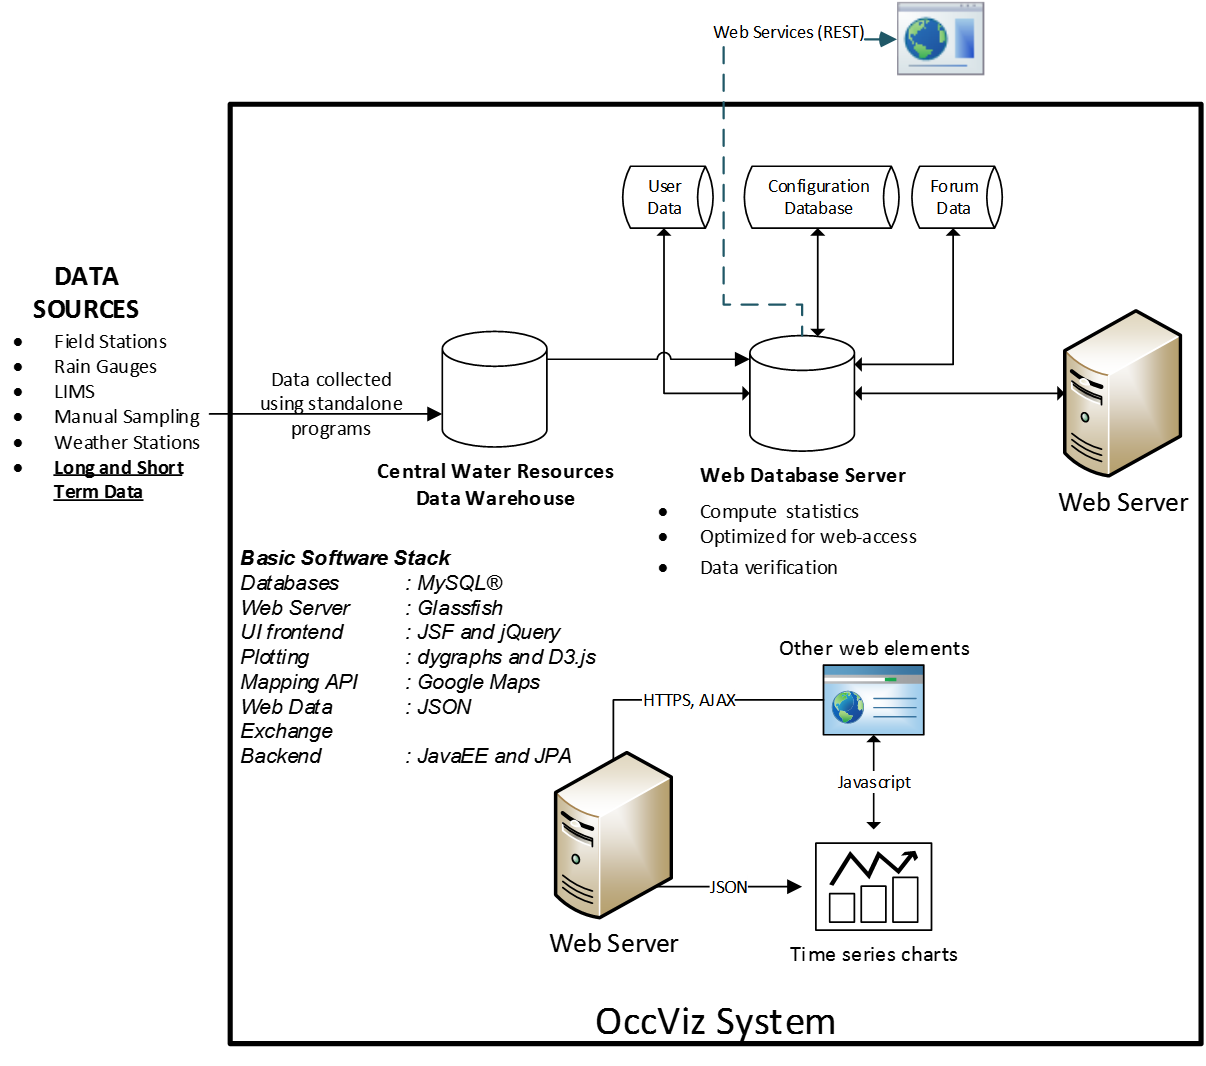 Web Services (REST)
User
Data
Configuration
Database
Forum
Data
DATA
SOURCES
● Field Stations
● Rain Gauges
● LIMS
● Manual Sampling
● Weather Stations
● Long and Short
Term Data
Data collected
using standalone
programs
Central Water Resources
Data Warehouse
Web Database Server
● Compute statistics
● Optimized for web-access
● Data verification
Web Server
Basic Software Stack
Databases : MySQL®
Web Server : Glassfish
UI frontend : JSF and jQuery
Plotting : dygraphs and D3.js
Mapping API : Google Maps
Web Data : JSON
Exchange
Backend : JavaEE and JPA
Other web elements
HTTPS, AJAX
Javascript
JSON
Web Server
Time series charts
OccViz System